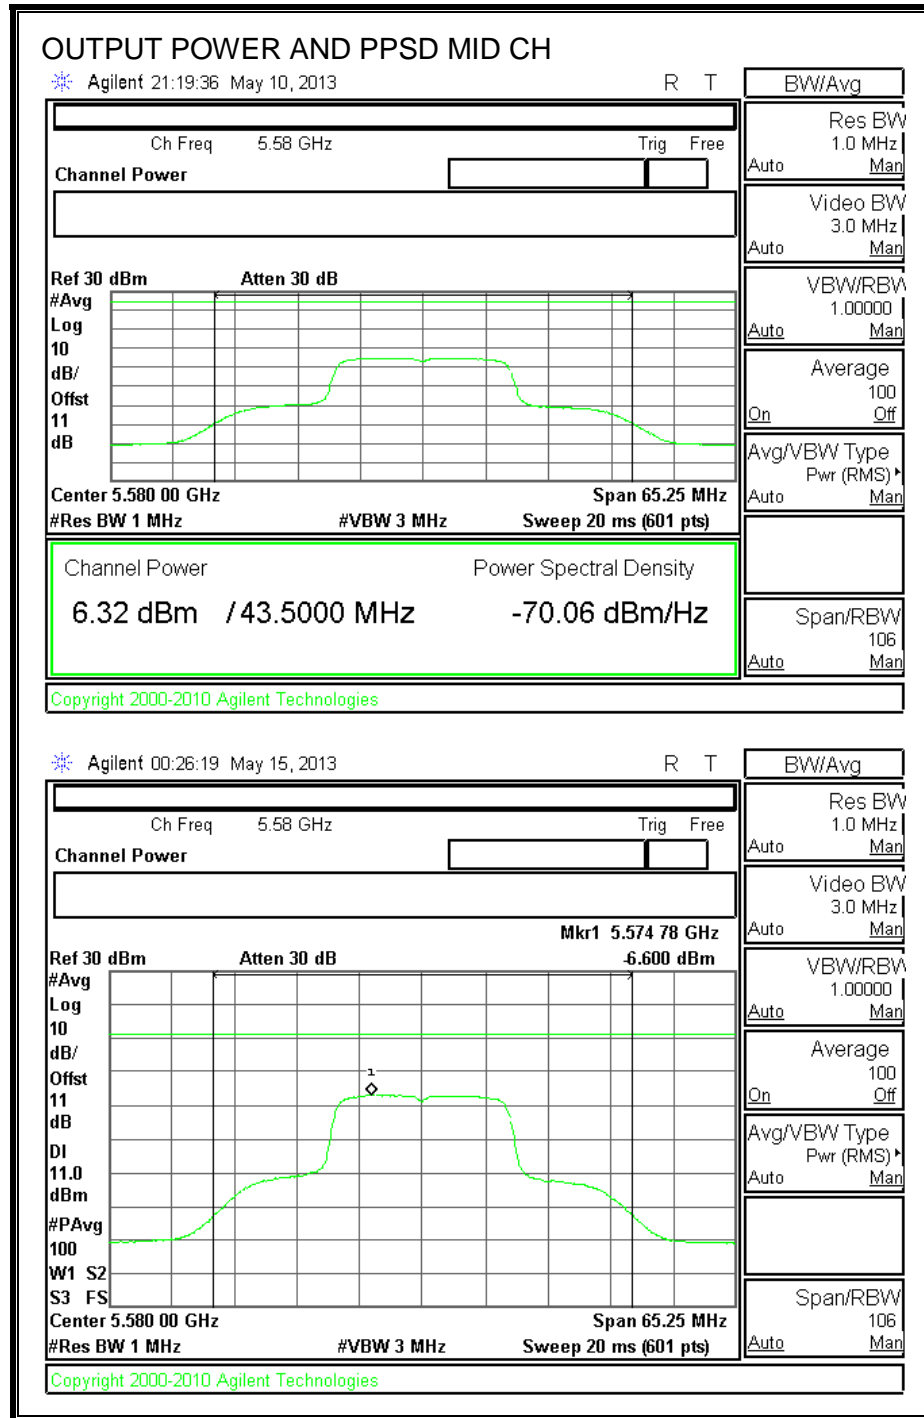 OUTPUT POWER AND PPSD MID CH
Agilent 21:19:36 May 10, 2013 R T
BW/Avg
Ch Freq 5.58 GHz Trig Free
Channel Power
Res BW
1.0 MHz
Auto Man
Video BW
3.0 MHz
Auto Man
Ref 30 dBm Atten 30 dB
#Avg
Log
10
dB/
Offst
11
dB
VBW/RBW
1.00000
Auto Man
Average
100
On Off
Avg/VBW Type
Pwr (RMS)
Auto Man
Center 5.580 00 GHz Span 65.25 MHz
#Res BW 1 MHz #VBW 3 MHz Sweep 20 ms (601 pts)
Channel Power Power Spectral Density
6.32 dBm / 43.5000 MHz -70.06 dBm/Hz
Span/RBW
106
Auto Man
Copyright 2000-2010 Agilent Technologies
Agilent 00:26:19 May 15, 2013 R T
BW/Avg
Ch Freq 5.58 GHz Trig Free
Channel Power
Res BW
1.0 MHz
Auto Man
Video BW
3.0 MHz
Auto Man
Mkr1 5.574 78 GHz
Ref 30 dBm Atten 30 dB -6.600 dBm
#Avg
Log
10
dB/
Offst
11
dB
DI
11.0
dBm
#PAvg
100
W1 S2
S3 FS
1
VBW/RBW
1.00000
Auto Man
Average
100
On Off
Avg/VBW Type
Pwr (RMS)
Auto Man
Center 5.580 00 GHz Span 65.25 MHz
#Res BW 1 MHz #VBW 3 MHz Sweep 20 ms (601 pts)
Span/RBW
106
Auto Man
Copyright 2000-2010 Agilent Technologies